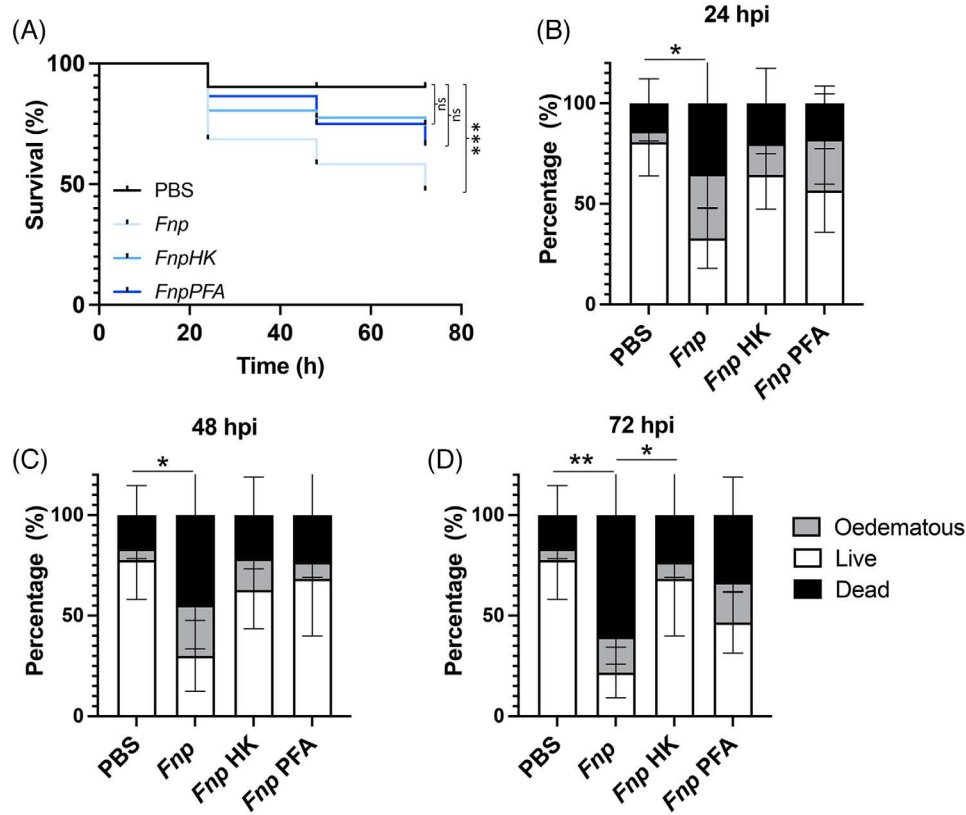 (A)
100
50
0
Survival (%)
0
20
40
60
80
Time (h)
PBS
Fnp
FnpHK
FnpPFA
ns
ns
***
(B)
24 hpi
*
100
50
0
Percentage (%)
PBS
Fnp
Fnp HK
Fnp PFA
(C)
48 hpi
*
100
50
0
Percentage (%)
PBS
Fnp
Fnp HK
Fnp PFA
(D)
72 hpi
**
*
100
50
0
Percentage (%)
PBS
Fnp
Fnp HK
Fnp PFA
Oedematous
Live
Dead